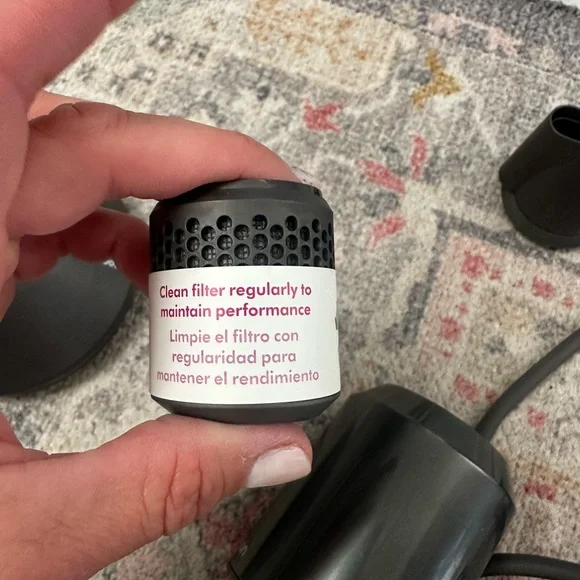 Clean filter regularly to
maintain performance
Limpie el filtro con
regularidad para
mantener el rendimiento